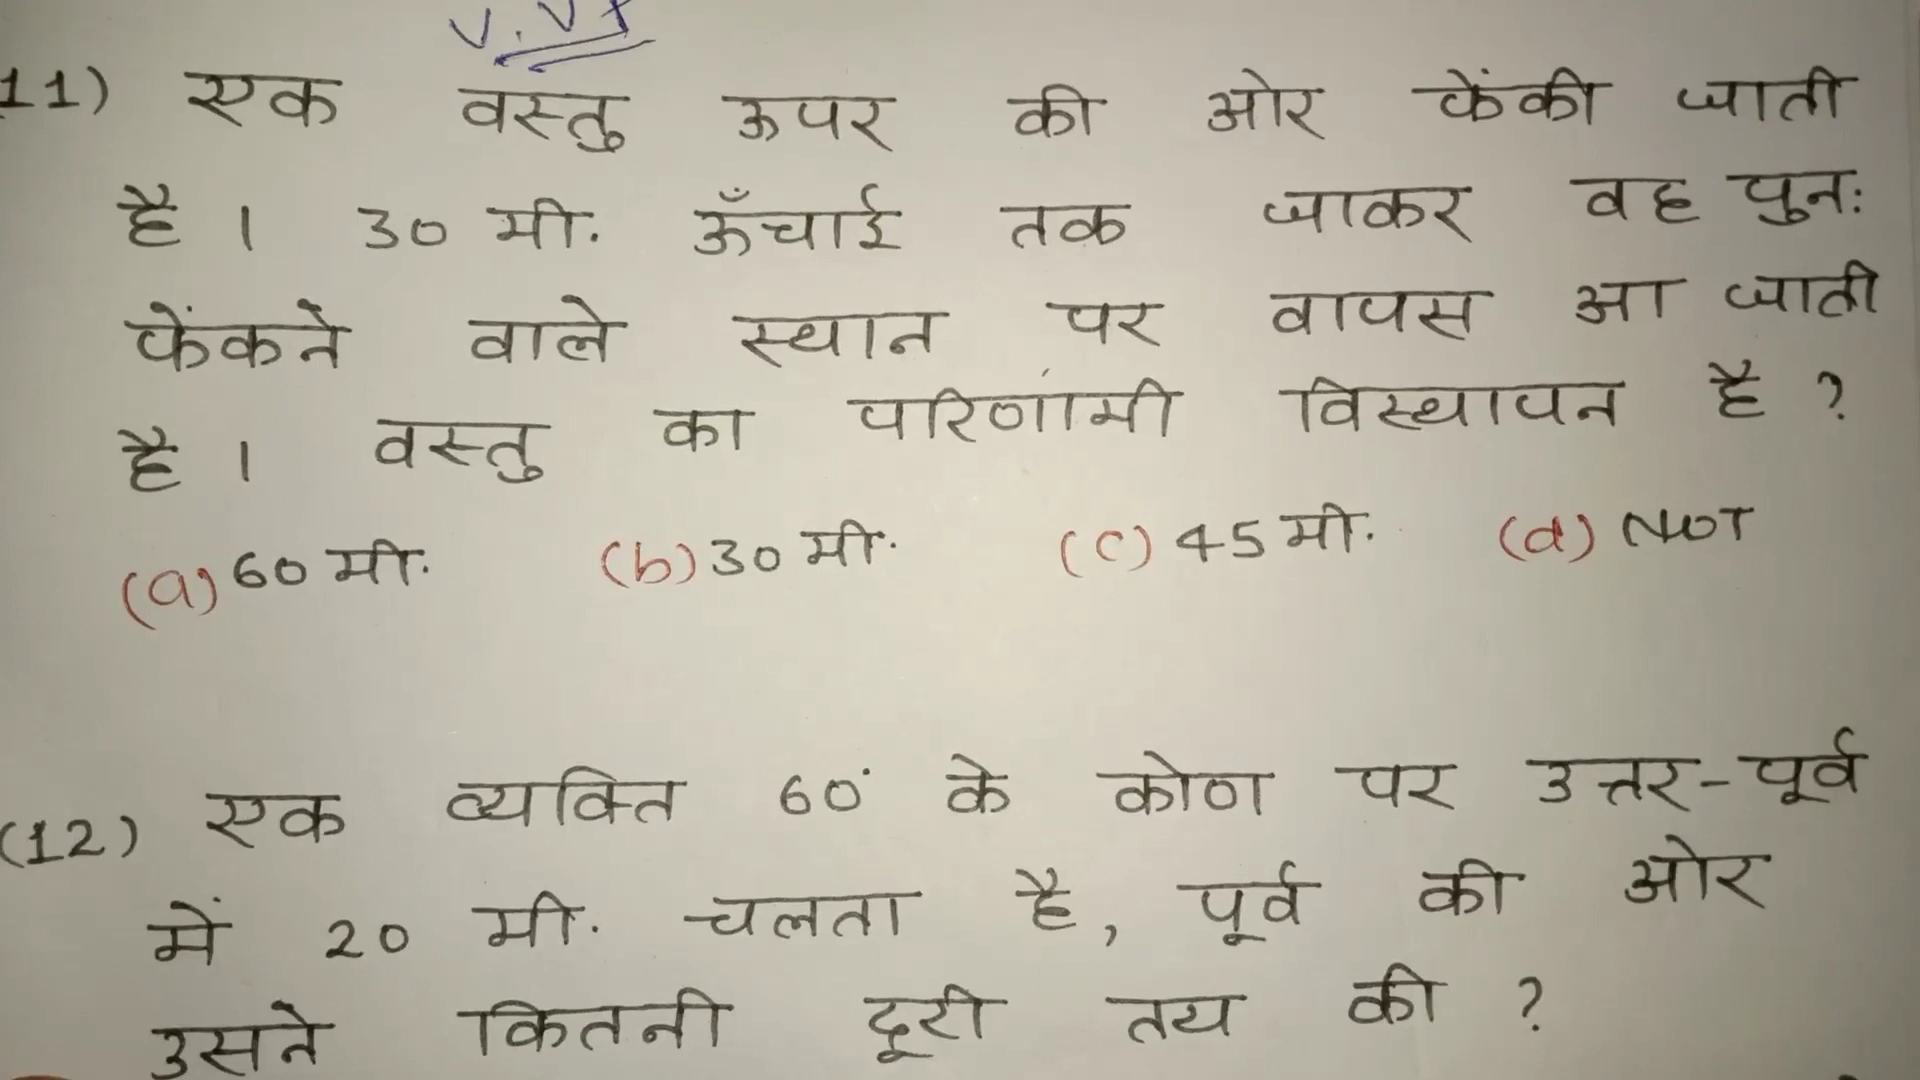 V. VI
11) एक वस्तु ऊपर की ओर फेंकी जाती
है । 30 मी. ऊँचाई तक जाकर वह पुनः
फेंकने वाले स्थान पर वापस आ जाती
है । वस्तु का परिणामी विस्थापन है ?
(a) 60 मी. (b) 30 मी. (c) 45 मी. (d) NOT
(12) एक व्यक्ति 60° के कोण पर उत्तर-पूर्व
में 20 मी. चलता है, पूर्व की ओर
उसने कितनी दूरी तय की ?